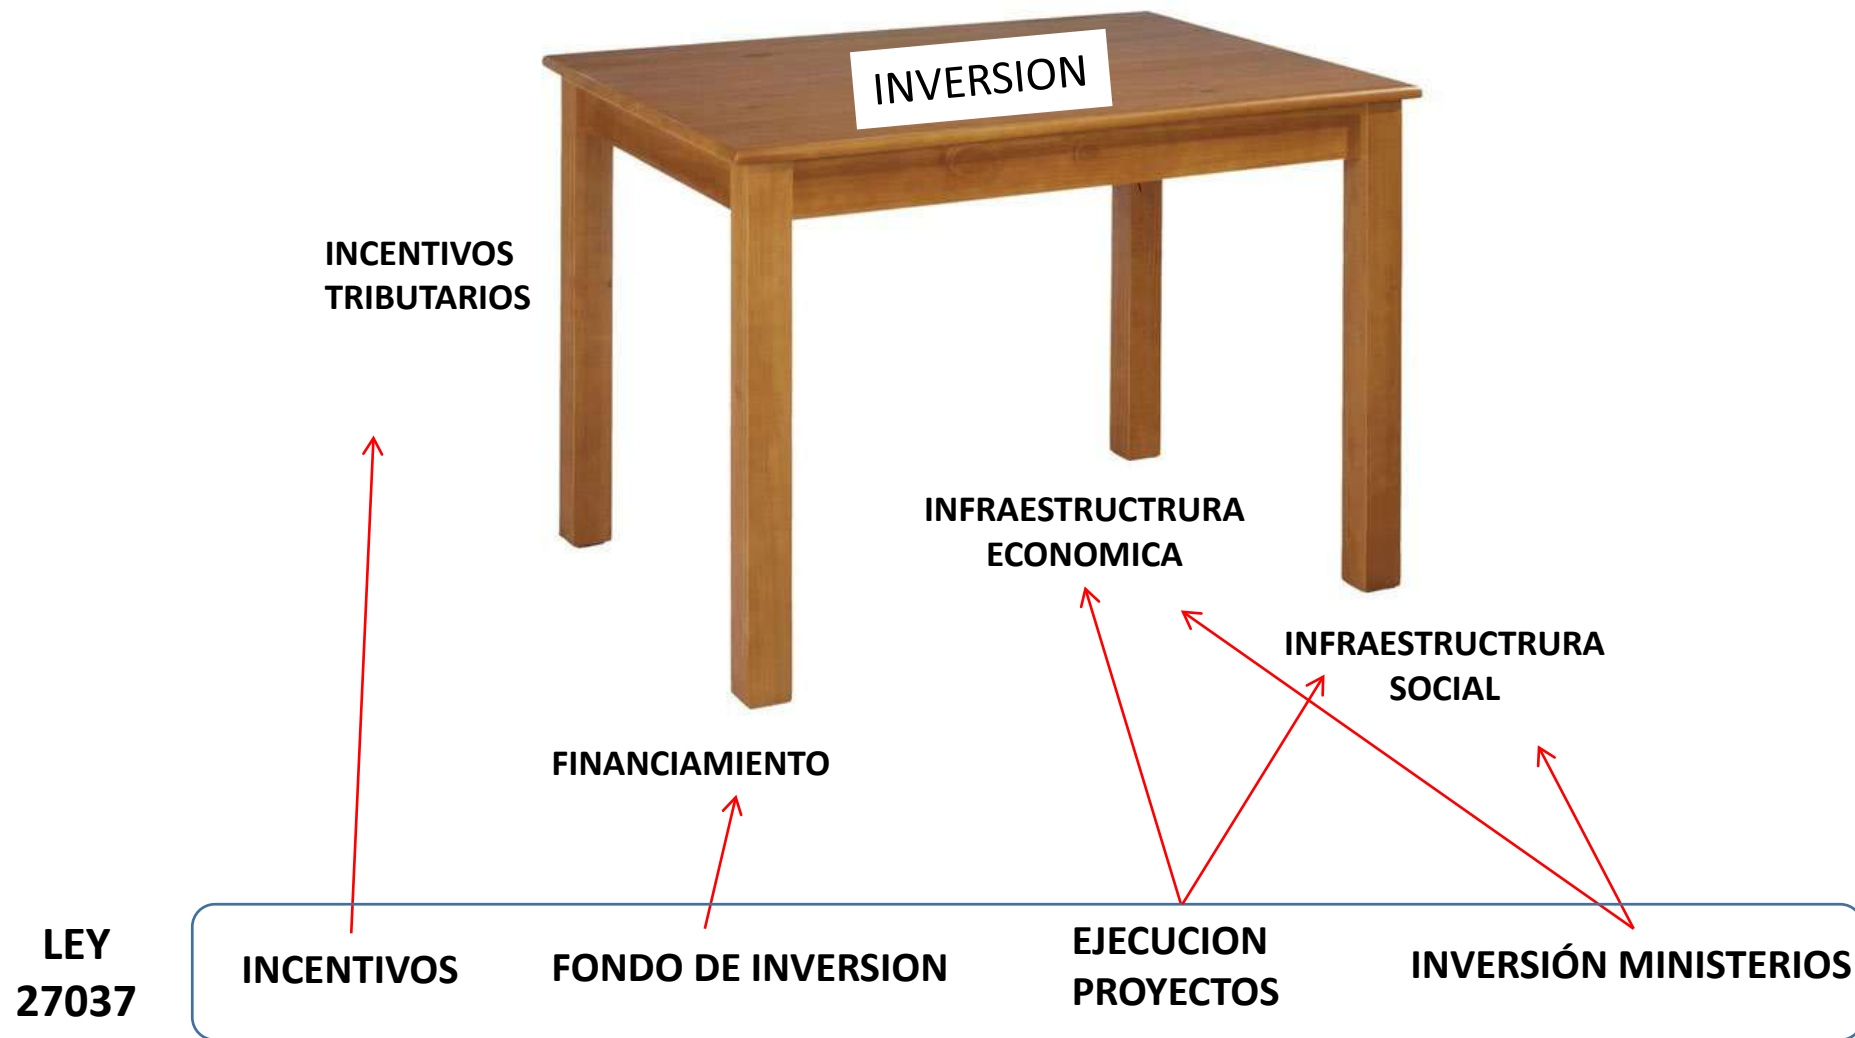 INVERSION
INCENTIVOS
TRIBUTARIOS
INFRAESTRUCTRURA
ECONOMICA
INFRAESTRUCTRURA
SOCIAL
FINANCIAMIENTO
LEY
27037
INCENTIVOS
FONDO DE INVERSION
EJECUCION
PROYECTOS
INVERSIÓN MINISTERIOS